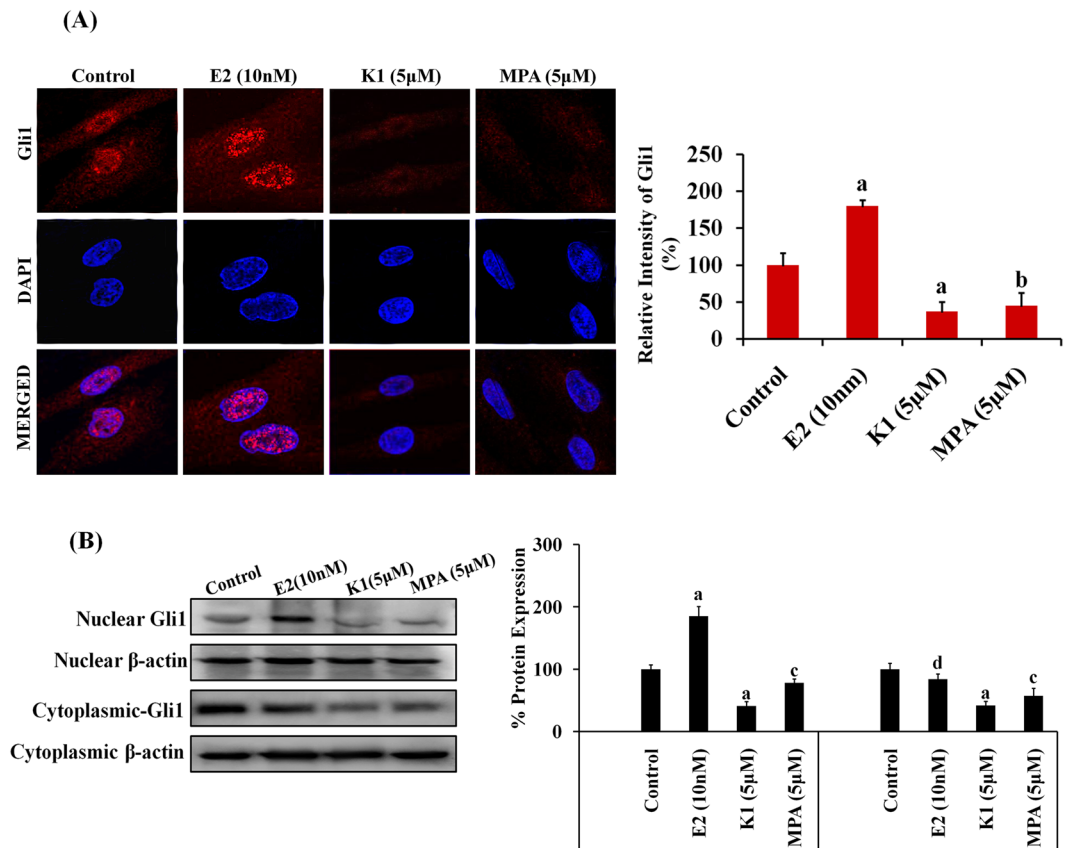 (A)
Control
E2 (10nM)
K1 (5µM)
MPA (5µM)
Gli1
DAPI
MERGED
Relative Intensity of Gli1
(%)
250
200
150
100
50
0
a
a
b
Control
E2 (10nm)
K1 (5µM)
MPA (5µM)
(B)
Control
E2(10nM)
K1(5µM)
MPA (5µM)
Nuclear Gli1
Nuclear β-actin
Cytoplasmic-Gli1
Cytoplasmic β-actin
% Protein Expression
300
200
100
0
a
a
c
d
a
c
Control
E2 (10nM)
K1 (5µM)
MPA (5µM)
Control
E2 (10nM)
K1 (5µM)
MPA (5µM)